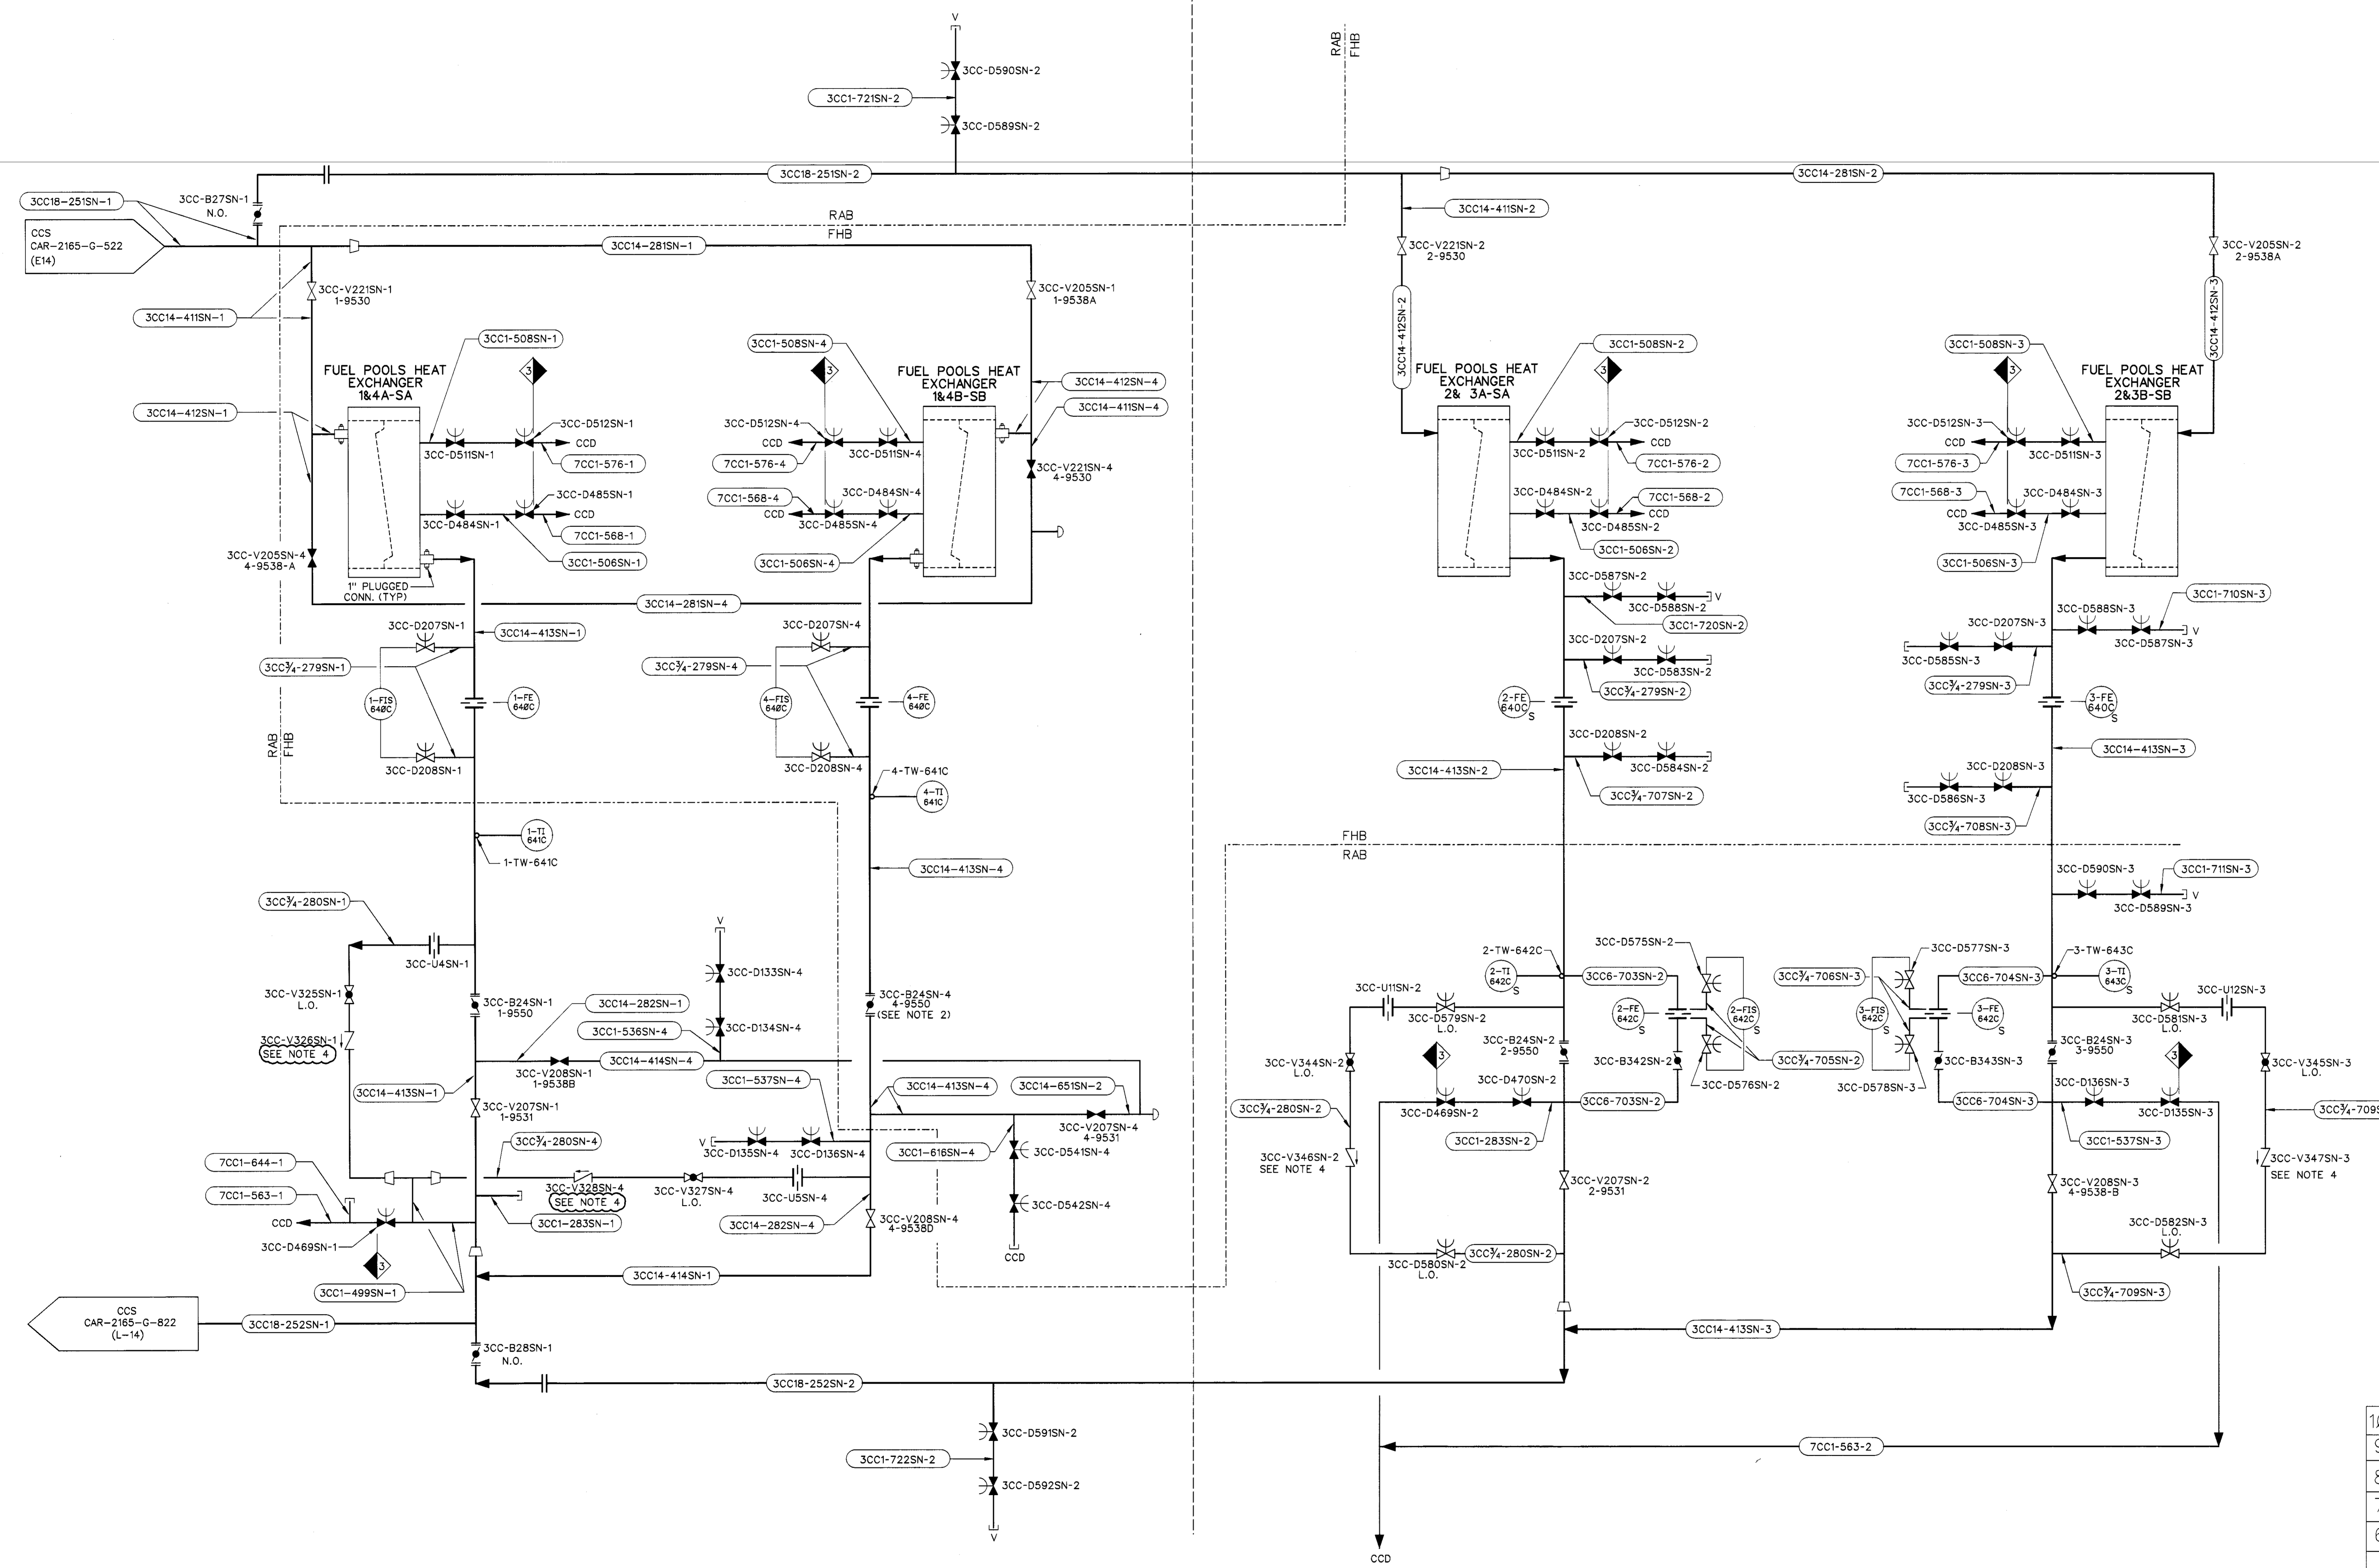 V
3CC-D590SN-2
3CC1-721SN-2
3CC-D589SN-2
RAB
FHB
3CC18-251SN-2
3CC14-281SN-2
3CC18-251SN-1
3CC-B27SN-1
N.O.
CCS
CAR-2165-G-522
(E14)
RAB
FHB
3CC14-281SN-1
3CC14-411SN-2
3CC-V221SN-2
2-9530
3CC-V205SN-2
2-9538A
3CC-V221SN-1
1-9530
3CC-V205SN-1
1-9538A
3CC14-411SN-1
3CC14-412SN-2
3CC14-412SN-3
3CC1-508SN-1
3CC1-508SN-4
3CC1-508SN-2
3CC1-508SN-3
3
3
3
3
FUEL POOLS HEAT
EXCHANGER
1&4A-SA
FUEL POOLS HEAT
EXCHANGER
1&4B-SB
FUEL POOLS HEAT
EXCHANGER
2& 3A-SA
FUEL POOLS HEAT
EXCHANGER
2&3B-SB
3CC14-412SN-1
3CC14-412SN-4
3CC14-411SN-4
3CC-D512SN-1
CCD
3CC-D511SN-1
7CC1-576-1
3CC-D512SN-4
CCD
3CC-D511SN-4
7CC1-576-4
3CC-V221SN-4
4-9530
3CC-D512SN-2
CCD
3CC-D511SN-2
7CC1-576-2
3CC-D512SN-3
CCD
3CC-D511SN-3
7CC1-576-3
3CC-D485SN-1
CCD
3CC-D484SN-1
7CC1-568-1
3CC1-506SN-1
7CC1-568-4
3CC-D484SN-4
CCD
3CC-D485SN-4
3CC1-506SN-4
3CC-D484SN-2
7CC1-568-2
CCD
3CC-D485SN-2
3CC1-506SN-2
7CC1-568-3
3CC-D484SN-3
CCD
3CC-D485SN-3
3CC1-506SN-3
3CC-V205SN-4
4-9538-A
1" PLUGGED
CONN. (TYP)
3CC14-281SN-4
3CC-D587SN-2
V
3CC-D588SN-2
3CC1-720SN-2
3CC-D588SN-3
3CC1-710SN-3
V
3CC-D587SN-3
3CC-D207SN-1
3CC14-413SN-1
3CC¾-279SN-1
3CC-D207SN-4
3CC¾-279SN-4
3CC-D207SN-2
3CC-D583SN-2
3CC¾-279SN-2
3CC-D207SN-3
3CC-D585SN-3
3CC¾-279SN-3
1-FIS
640C
1-FE
640C
4-FIS
640C
4-FE
640C
2-FE
640C
S
3-FE
640C
S
RAB
FHB
3CC-D208SN-1
3CC-D208SN-4
3CC-D208SN-2
3CC-D584SN-2
3CC14-413SN-2
3CC¾-707SN-2
3CC14-413SN-3
3CC-D208SN-3
3CC-D586SN-3
3CC¾-708SN-3
4-TW-641C
4-TI
641C
1-TI
641C
1-TW-641C
FHB
RAB
3CC14-413SN-4
3CC-D590SN-3
3CC1-711SN-3
V
3CC-D589SN-3
3CC¾-280SN-1
3CC-U4SN-1
V
3CC-D133SN-4
3CC-V325SN-1
L.O.
3CC-B24SN-1
1-9550
3CC14-282SN-1
3CC1-536SN-4
3CC-D134SN-4
3CC-B24SN-4
4-9550
(SEE NOTE 2)
3CC-V326SN-1
SEE NOTE 4
3CC14-414SN-4
3CC-V208SN-1
1-9538B
3CC14-413SN-1
3CC-V207SN-1
1-9531
3CC1-537SN-4
3CC14-413SN-4
3CC14-651SN-2
3CC-V207SN-4
4-9531
3CC¾-280SN-4
V
3CC-D135SN-4
3CC-D136SN-4
3CC1-616SN-4
3CC-D541SN-4
7CC1-644-1
7CC1-563-1
CCD
3CC-V328SN-4
SEE NOTE 4
3CC-V327SN-4
L.O.
3CC-U5SN-4
3CC-D542SN-4
3CC1-283SN-1
3CC14-282SN-4
3CC-V208SN-4
4-9538D
3CC-D469SN-1
3
CCD
3CC14-414SN-1
3CC1-499SN-1
CCS
CAR-2165-G-822
(L-14)
3CC18-252SN-1
3CC-B28SN-1
N.O.
3CC18-252SN-2
3CC-D591SN-2
3CC1-722SN-2
3CC-D592SN-2
V
2-TW-642C
2-TI
642C
S
3CC6-703SN-2
3CC-D575SN-2
3CC-D577SN-3
3CC¾-706SN-3
3CC6-704SN-3
3-TW-643C
3-TI
643C
S
3CC-U11SN-2
3CC-D579SN-2
L.O.
2-FE
642C
S
2-FIS
642C
S
3-FIS
642C
S
3-FE
642C
S
3CC-D581SN-3
L.O.
3CC-U12SN-3
3CC-V344SN-2
L.O.
3
3CC-B24SN-2
2-9550
3CC-B342SN-2
3CC¾-705SN-2
3CC-D576SN-2
3CC-D578SN-3
3CC-B343SN-3
3CC-B24SN-3
3-9550
3
3CC-V345SN-3
L.O.
3CC-D470SN-2
3CC-D469SN-2
3CC6-703SN-2
3CC6-704SN-3
3CC-D136SN-3
3CC-D135SN-3
3CC¾-280SN-2
3CC¾-709S
3CC1-283SN-2
3CC1-537SN-3
3CC-V346SN-2
SEE NOTE 4
3CC-V207SN-2
2-9531
3CC-V208SN-3
4-9538-B
3CC-V347SN-3
SEE NOTE 4
3CC-D582SN-3
L.O.
3CC¾-280SN-2
3CC-D580SN-2
L.O.
3CC¾-709SN-3
3CC14-413SN-3
7CC1-563-2
CCD
8